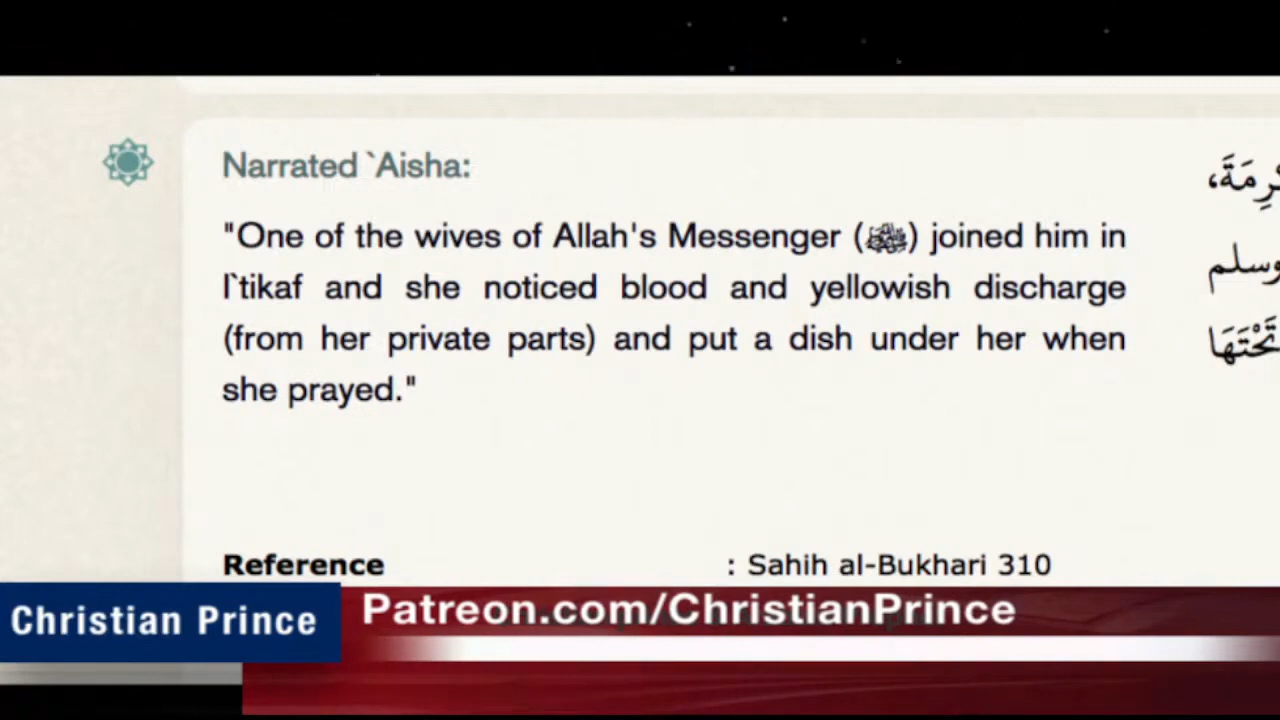 Narrated `Aisha:
"One of the wives of Allah's Messenger (ﷺ) joined him in
I`tikaf and she noticed blood and yellowish discharge
(from her private parts) and put a dish under her when
she prayed."
وسلم
تَحْتَهَا
Reference : Sahih al-Bukhari 310
Christian Prince
Patreon.com/ChristianPrince